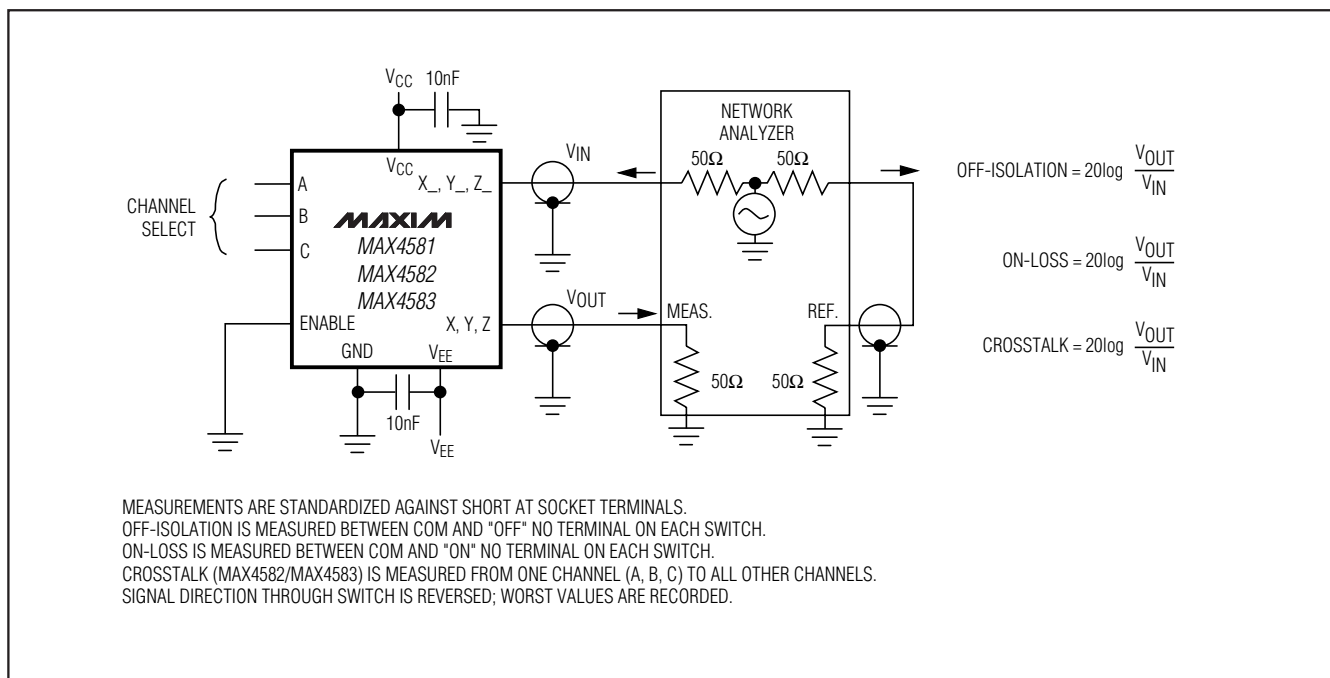 VCC 10nF
VCC
CHANNEL SELECT
A
B
C
ENABLE
GND
VEE
X_, Y_, Z_
MAXIM
MAX4581
MAX4582
MAX4583
X, Y, Z
10nF
VEE
VIN
VOUT
NETWORK
ANALYZER
50Ω 50Ω
MEAS. REF.
50Ω 50Ω
OFF-ISOLATION = 20log VOUT/VIN
ON-LOSS = 20log VOUT/VIN
CROSSTALK = 20log VOUT/VIN
MEASUREMENTS ARE STANDARDIZED AGAINST SHORT AT SOCKET TERMINALS.
OFF-ISOLATION IS MEASURED BETWEEN COM AND "OFF" NO TERMINAL ON EACH SWITCH.
ON-LOSS IS MEASURED BETWEEN COM AND "ON" NO TERMINAL ON EACH SWITCH.
CROSSTALK (MAX4582/MAX4583) IS MEASURED FROM ONE CHANNEL (A, B, C) TO ALL OTHER CHANNELS.
SIGNAL DIRECTION THROUGH SWITCH IS REVERSED; WORST VALUES ARE RECORDED.